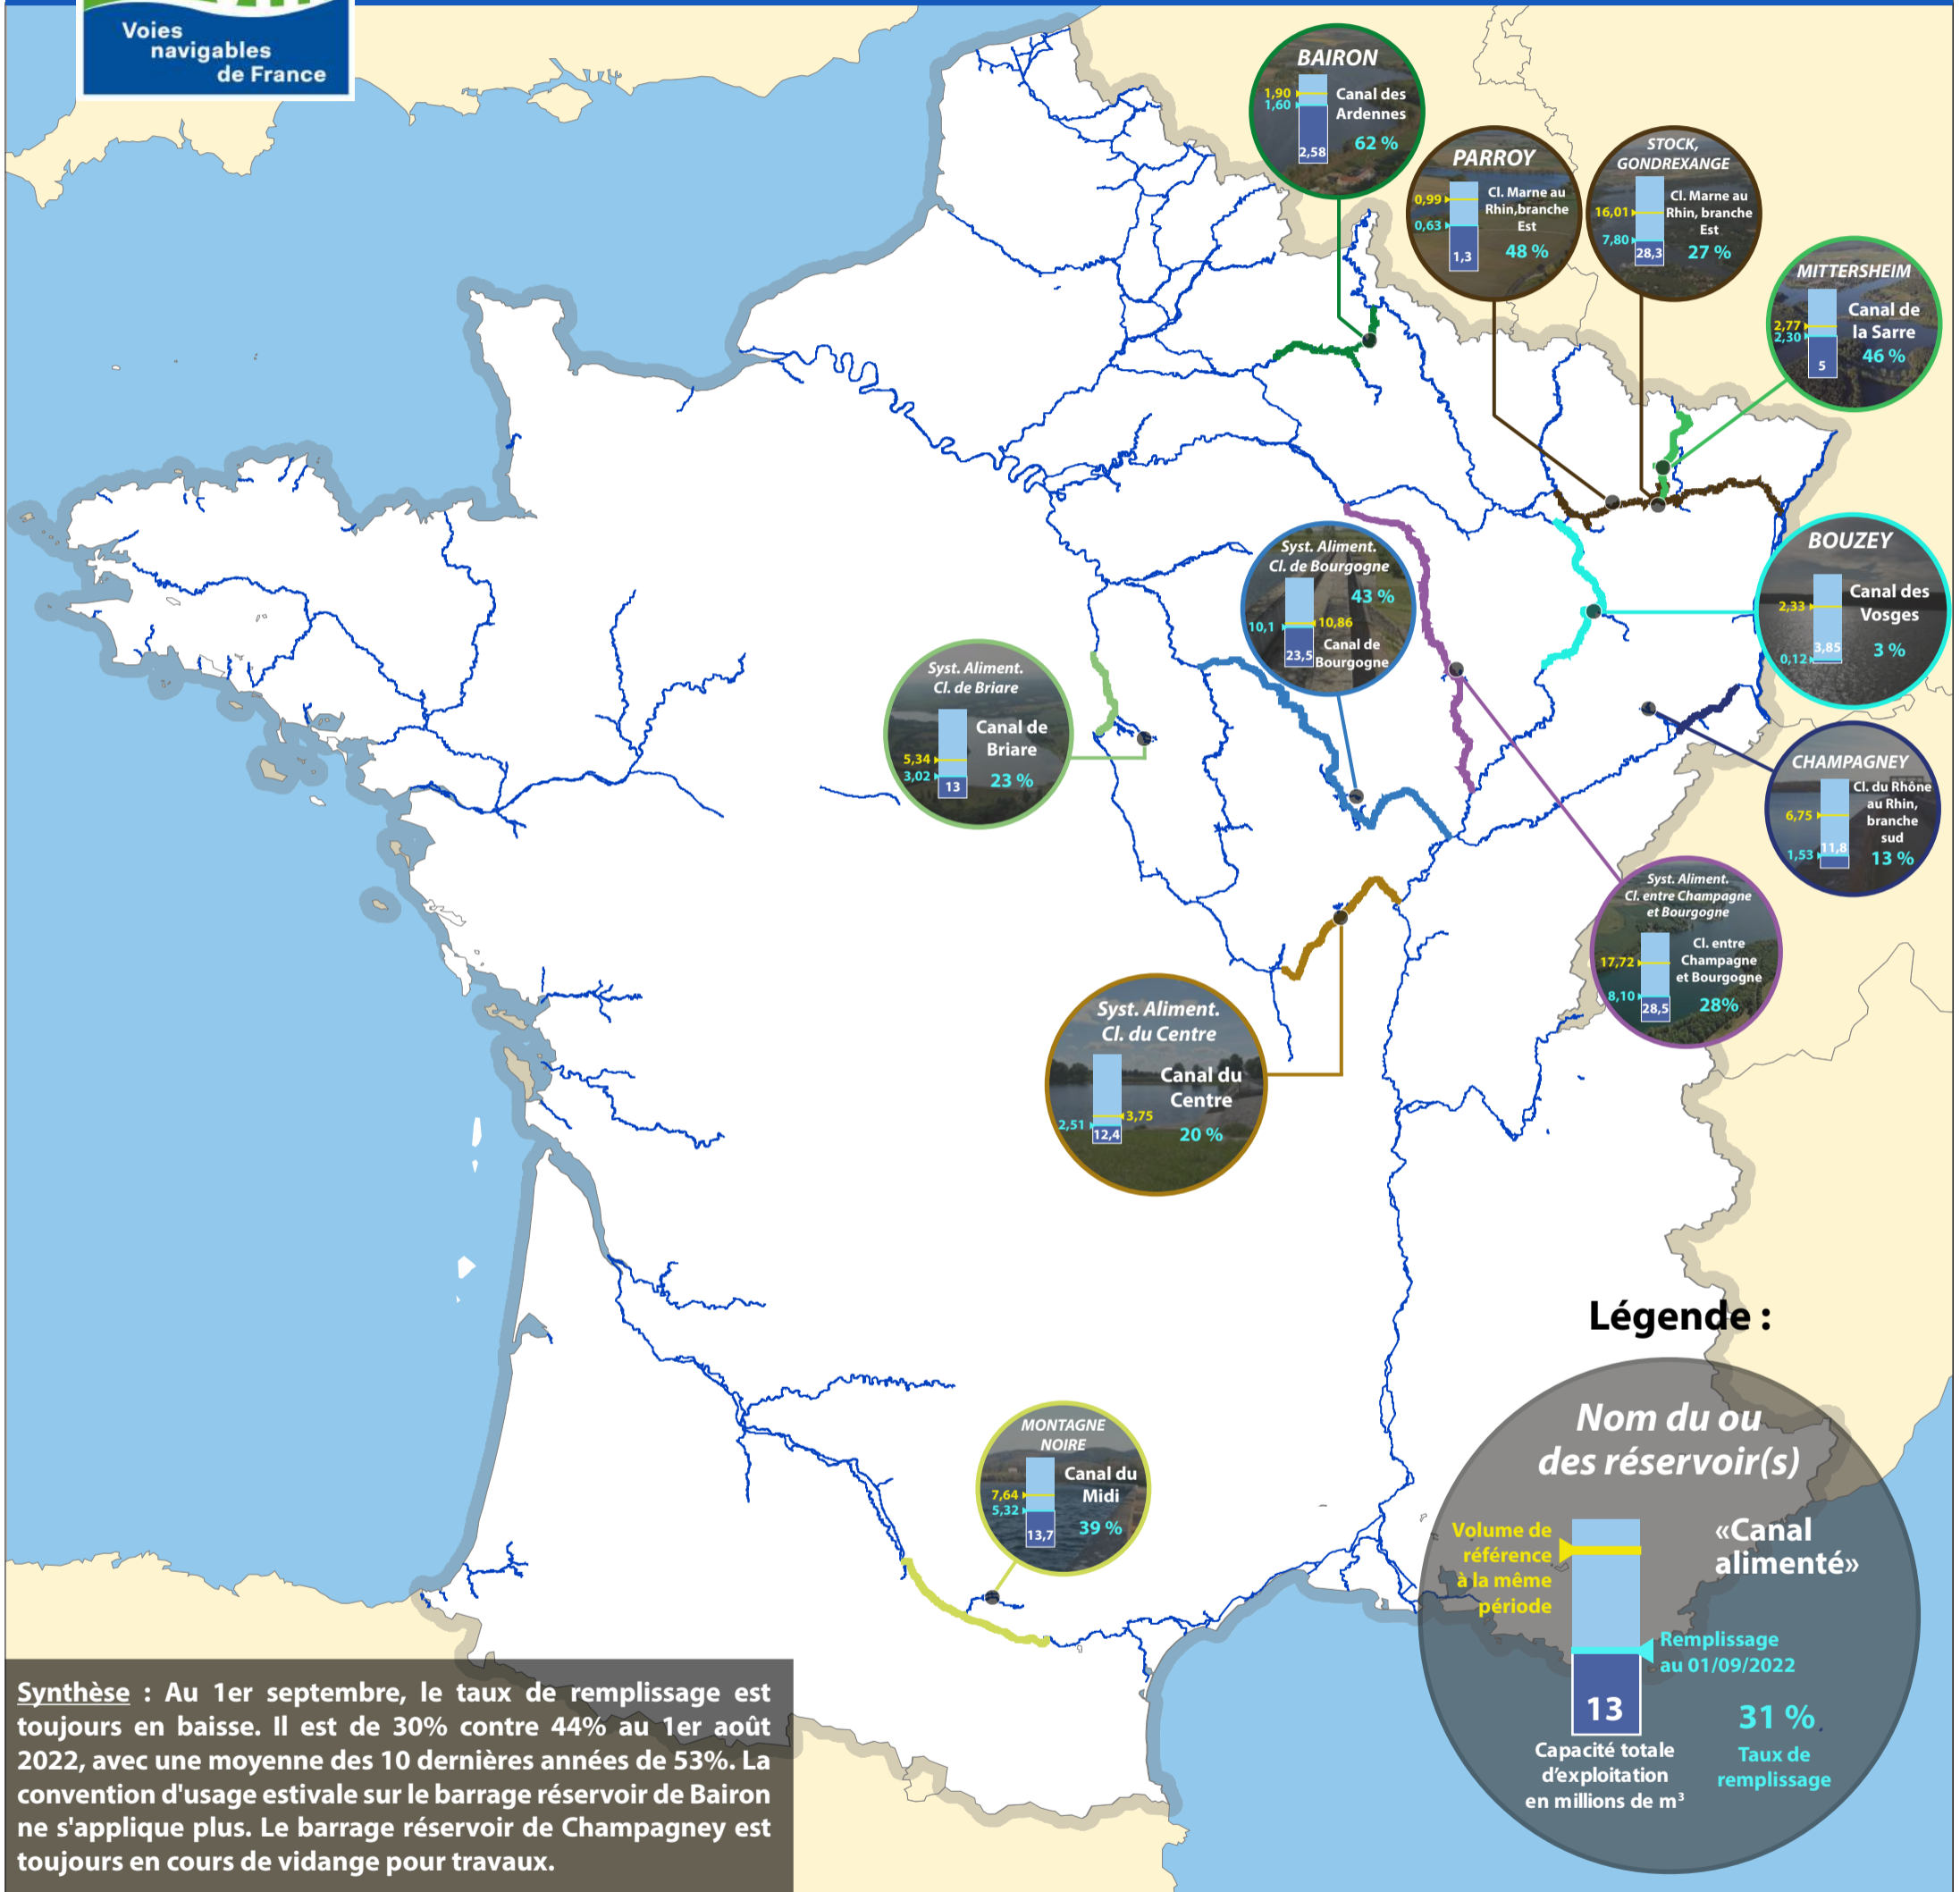 Voies
navigables
de France
BAIRON
1,90
1,60
2,58
Canal des
Ardennes
62 %
PARROY
0,99
0,63
1,3
Cl. Marne au
Rhin,branche
Est
48 %
STOCK,
GONDREXANGE
16,01
7,80
28,3
Cl. Marne au
Rhin, branche
Est
27 %
MITTERSHEIM
2,77
2,30
5
Canal de
la Sarre
46 %
BOUZEY
2,33
3,85
0,12
Canal des
Vosges
3 %
Syst. Aliment.
Cl. de Bourgogne
43 %
10,86
10,1
23,5
Canal de
Bourgogne
Syst. Aliment.
Cl. de Briare
Canal de
Briare
5,34
3,02
13
23 %
CHAMPAGNEY
Cl. du Rhône
au Rhin,
branche
sud
6,75
11,8
1,53
13 %
Syst. Aliment.
Cl. entre Champagne
et Bourgogne
Cl. entre
Champagne
et Bourgogne
17,72
8,10
28,5
28%
Syst. Aliment.
Cl. du Centre
Canal du
Centre
3,75
2,51
12,4
20 %
MONTAGNE
NOIRE
Canal du
Midi
7,64
5,32
13,7
39 %
Légende :
Nom du ou
des réservoir(s)
Volume de
référence
à la même
période
«Canal
alimenté»
Remplissage
au 01/09/2022
13
31 %
Capacité totale
d'exploitation
en millions de m³
Taux de
remplissage
Synthèse : Au 1er septembre, le taux de remplissage est
toujours en baisse. Il est de 30% contre 44% au 1er août
2022, avec une moyenne des 10 dernières années de 53%. La
convention d'usage estivale sur le barrage réservoir de Bairon
ne s'applique plus. Le barrage réservoir de Champagney est
toujours en cours de vidange pour travaux.